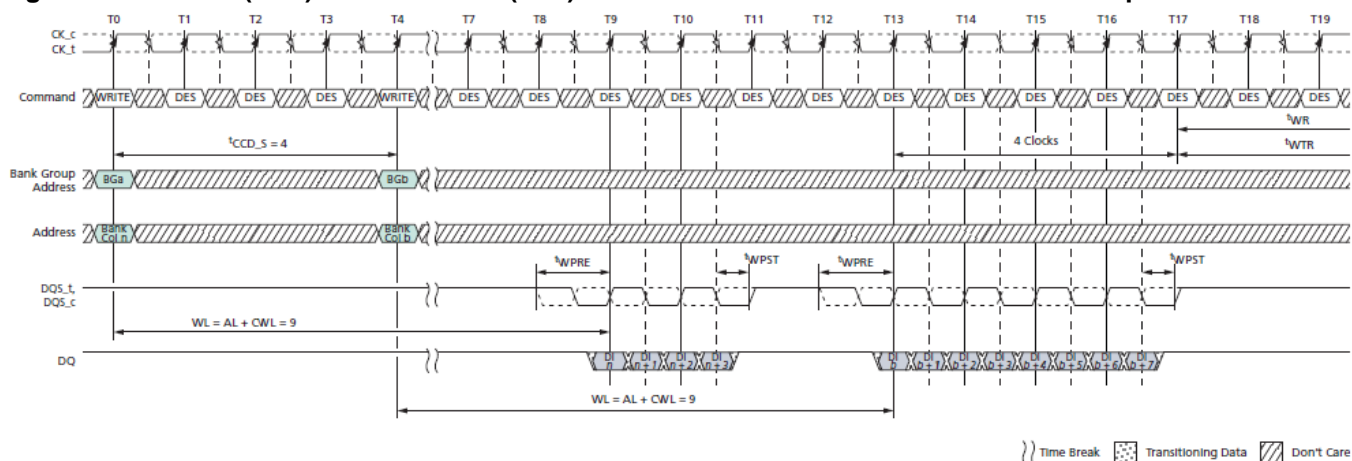 T0 T1 T2 T3 T4 T7 T8 T9 T10 T11 T12 T13 T14 T15 T16 T17 T18 T19
CK_c
CK_t
Command WRITE DES DES DES WRITE DES DES DES DES DES DES DES DES DES DES DES DES DES
tWR
tCCD_S = 4
4 Clocks
tWTR
Bank Group
Address
BGa BGb
Address
Bank
Col n
Bank
Col b
tWPRE tWPST tWPRE tWPST
DQS_t,
DQS_c
WL = AL + CWL = 9
DQ
DI
n
DI
n + 1
DI
n + 2
DI
n + 3
DI
b
DI
b + 1
DI
b + 2
DI
b + 3
DI
b + 4
DI
b + 5
DI
b + 6
DI
b + 7
WL = AL + CWL = 9
Time Break Transitioning Data Don't Care